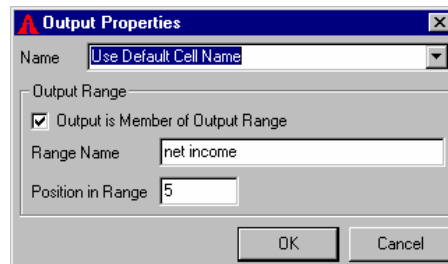 Output Properties
Name Use Default Cell Name
Output Range
Output is Member of Output Range
Range Name net income
Position in Range 5
OK Cancel